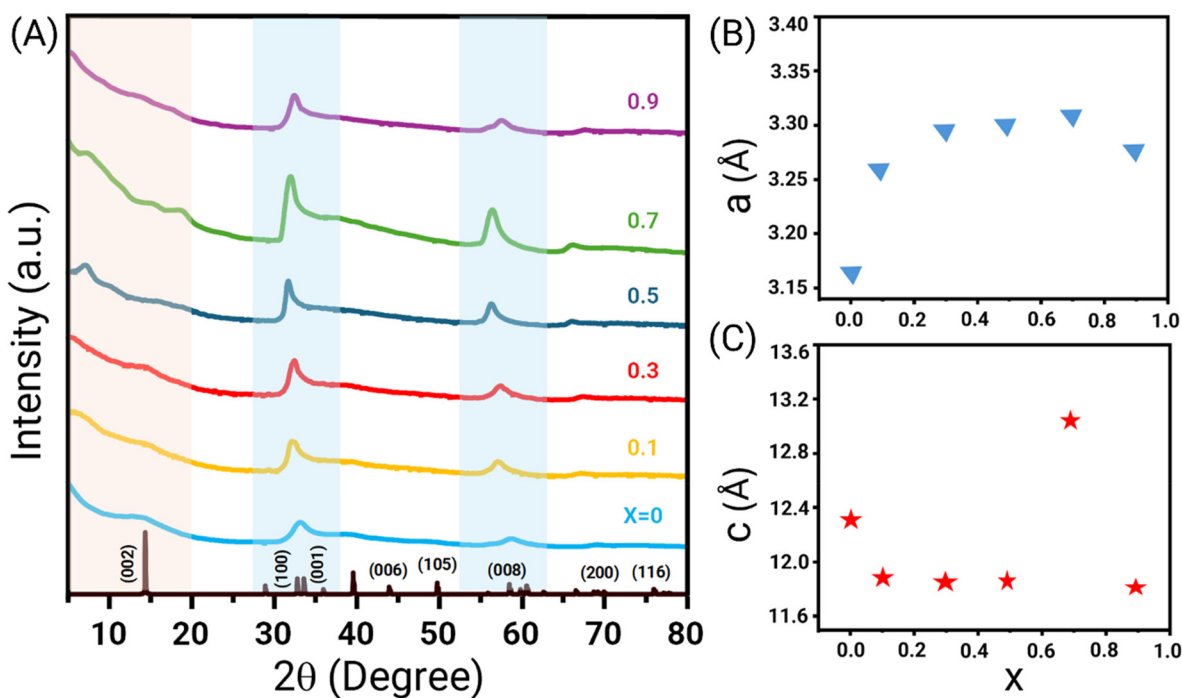 (A)
Intensity (a.u.)
0.9
0.7
0.5
0.3
0.1
X=0
(002)
(100)
(001)
(006)
(105)
(008)
(200)
(116)
10 20 30 40 50 60 70 80
2θ (Degree)
(B)
a (Å)
3.40
3.35
3.30
3.25
3.20
3.15
0.0 0.2 0.4 0.6 0.8 1.0
(C)
c (Å)
13.6
13.2
12.8
12.4
12.0
11.6
0.0 0.2 0.4 0.6 0.8 1.0
X